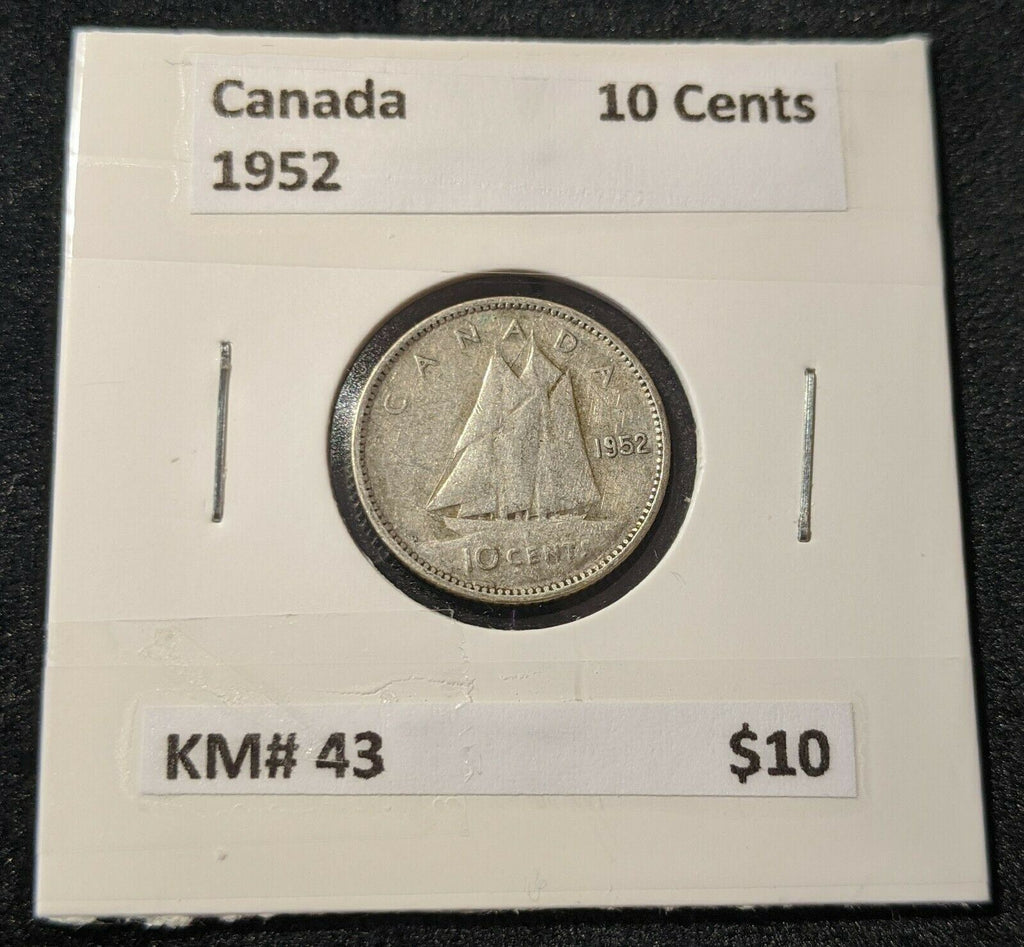 Canada 10 Cents
1952
CANADA
1952
10 CENTS
KM# 43 $10